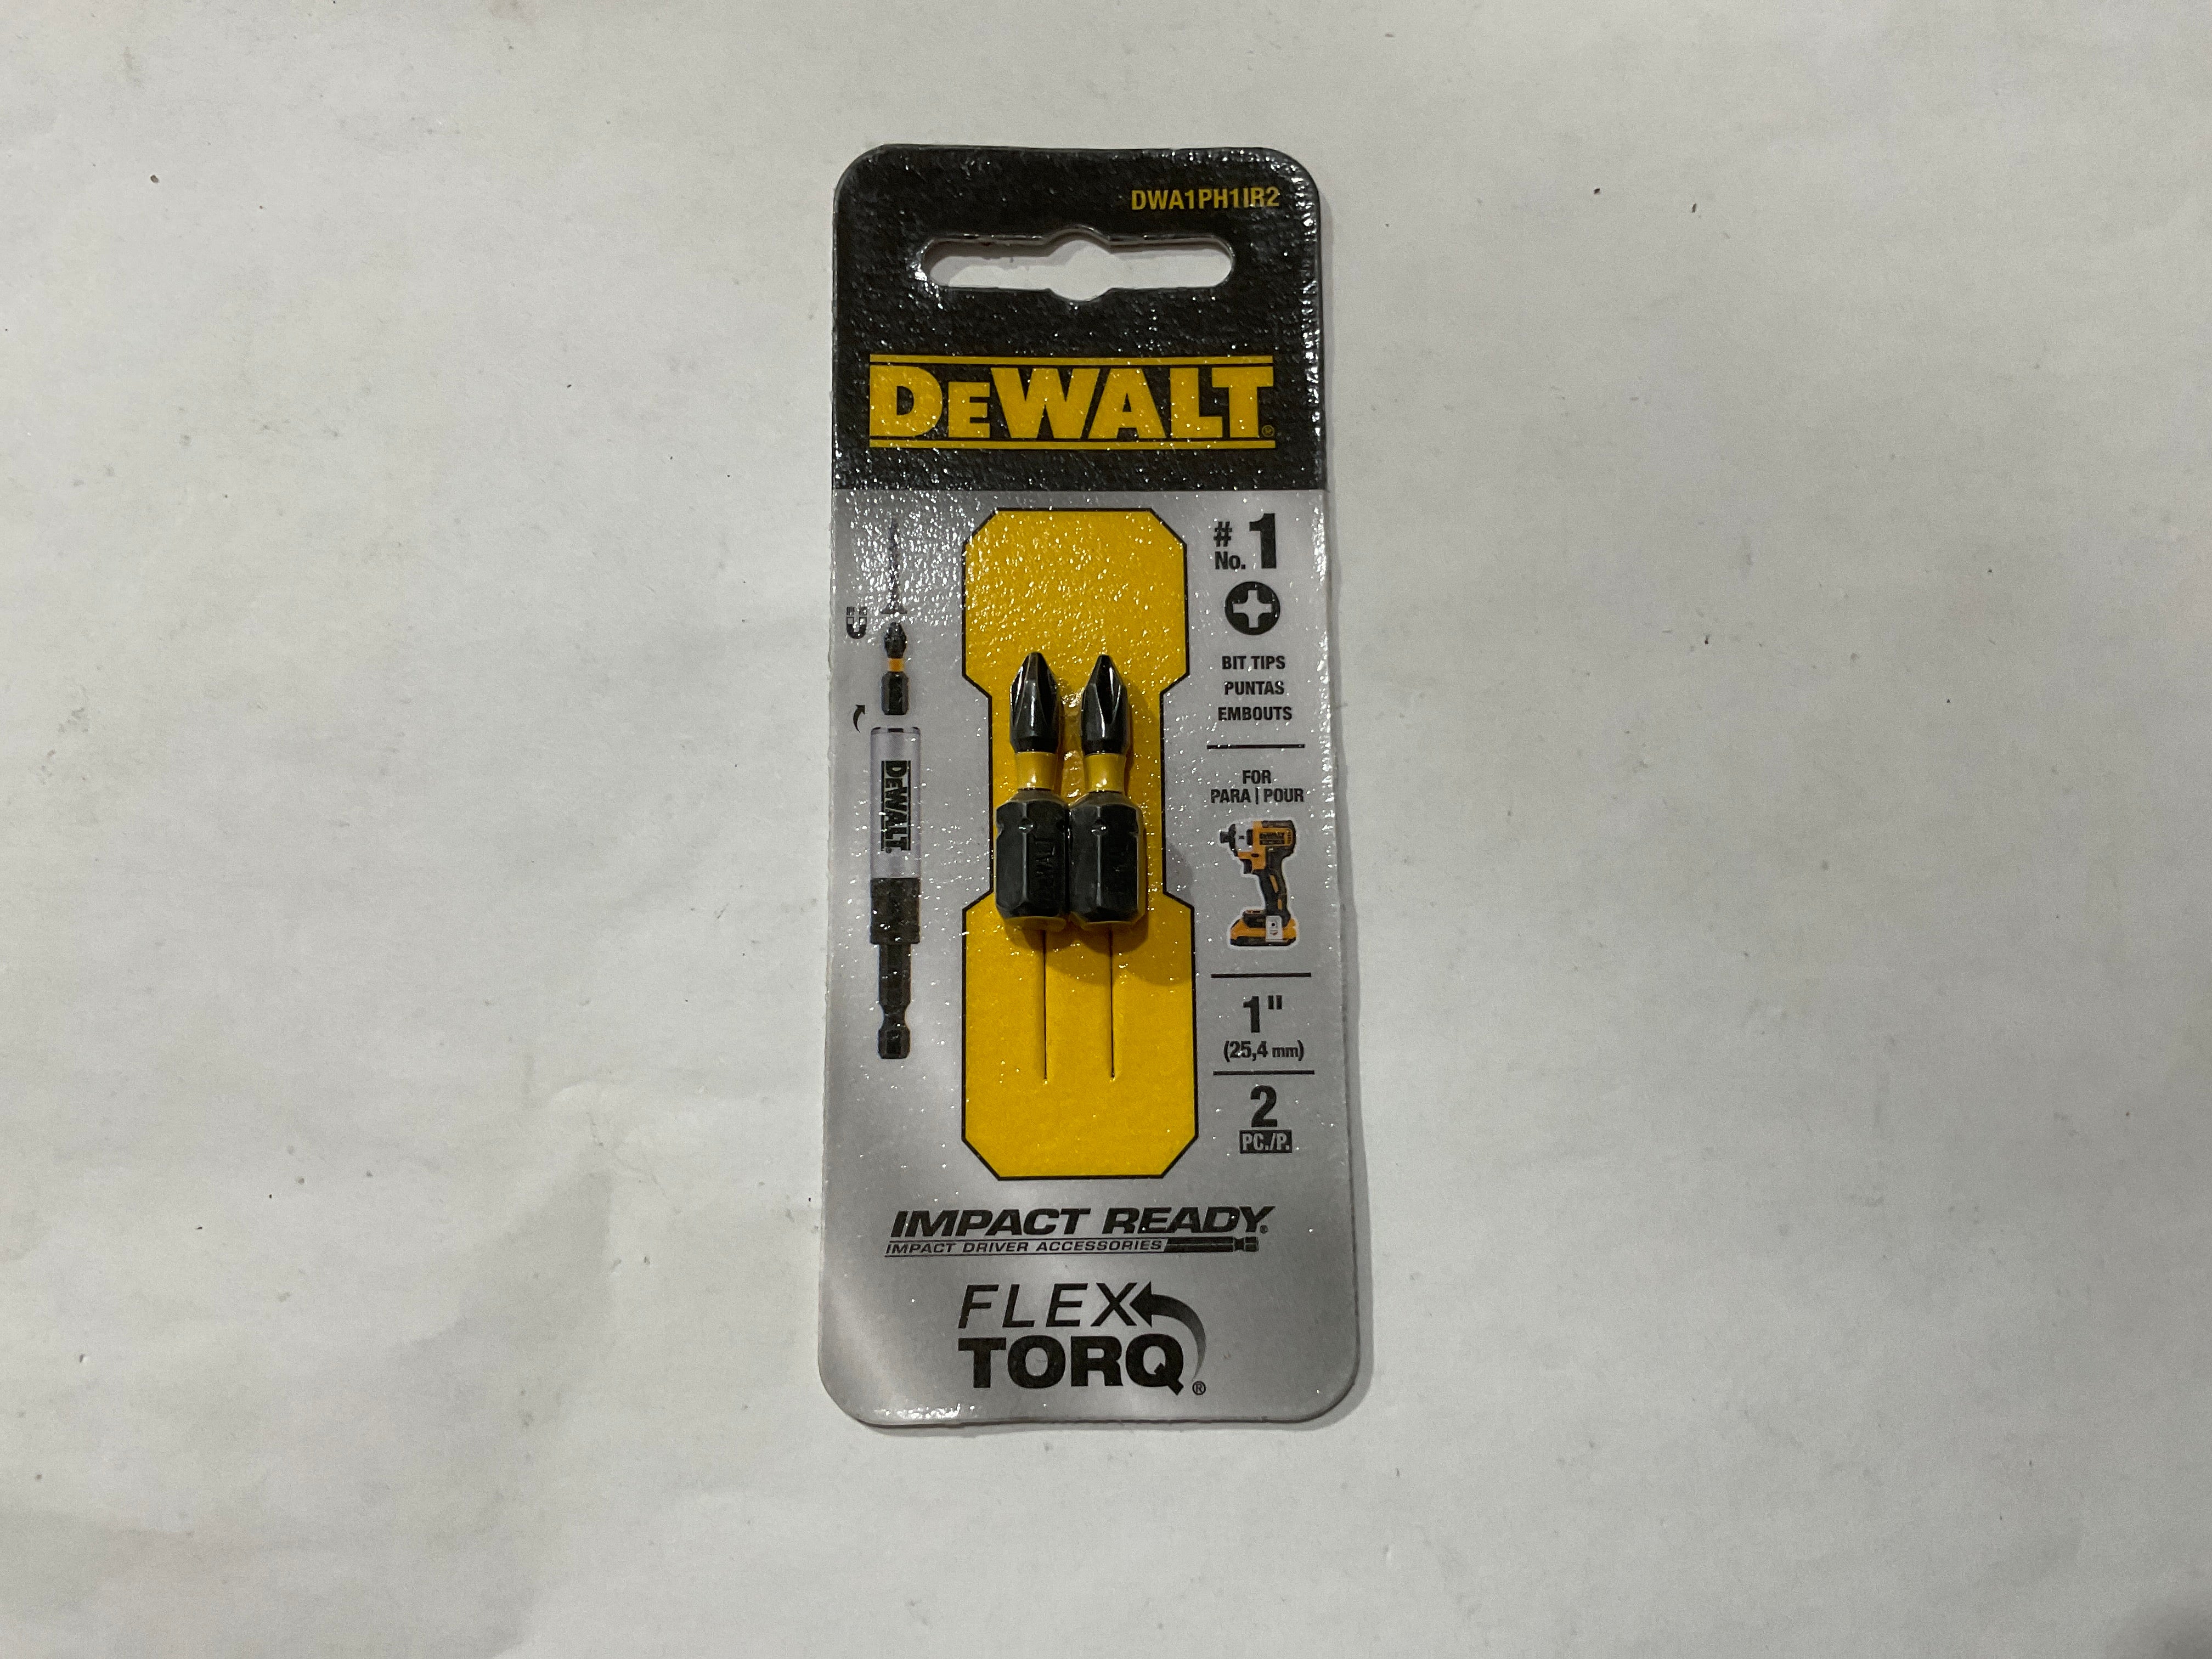 DWA1PH1IR2
DEWALT®
# No. 1
BIT TIPS
PUNTAS
EMBOUTS
FOR
PARA | POUR
DEWALT
1"
(25,4 mm)
2
PC./P.
IMPACT READY®
IMPACT DRIVER ACCESSORIES
FLEX
TORQ®